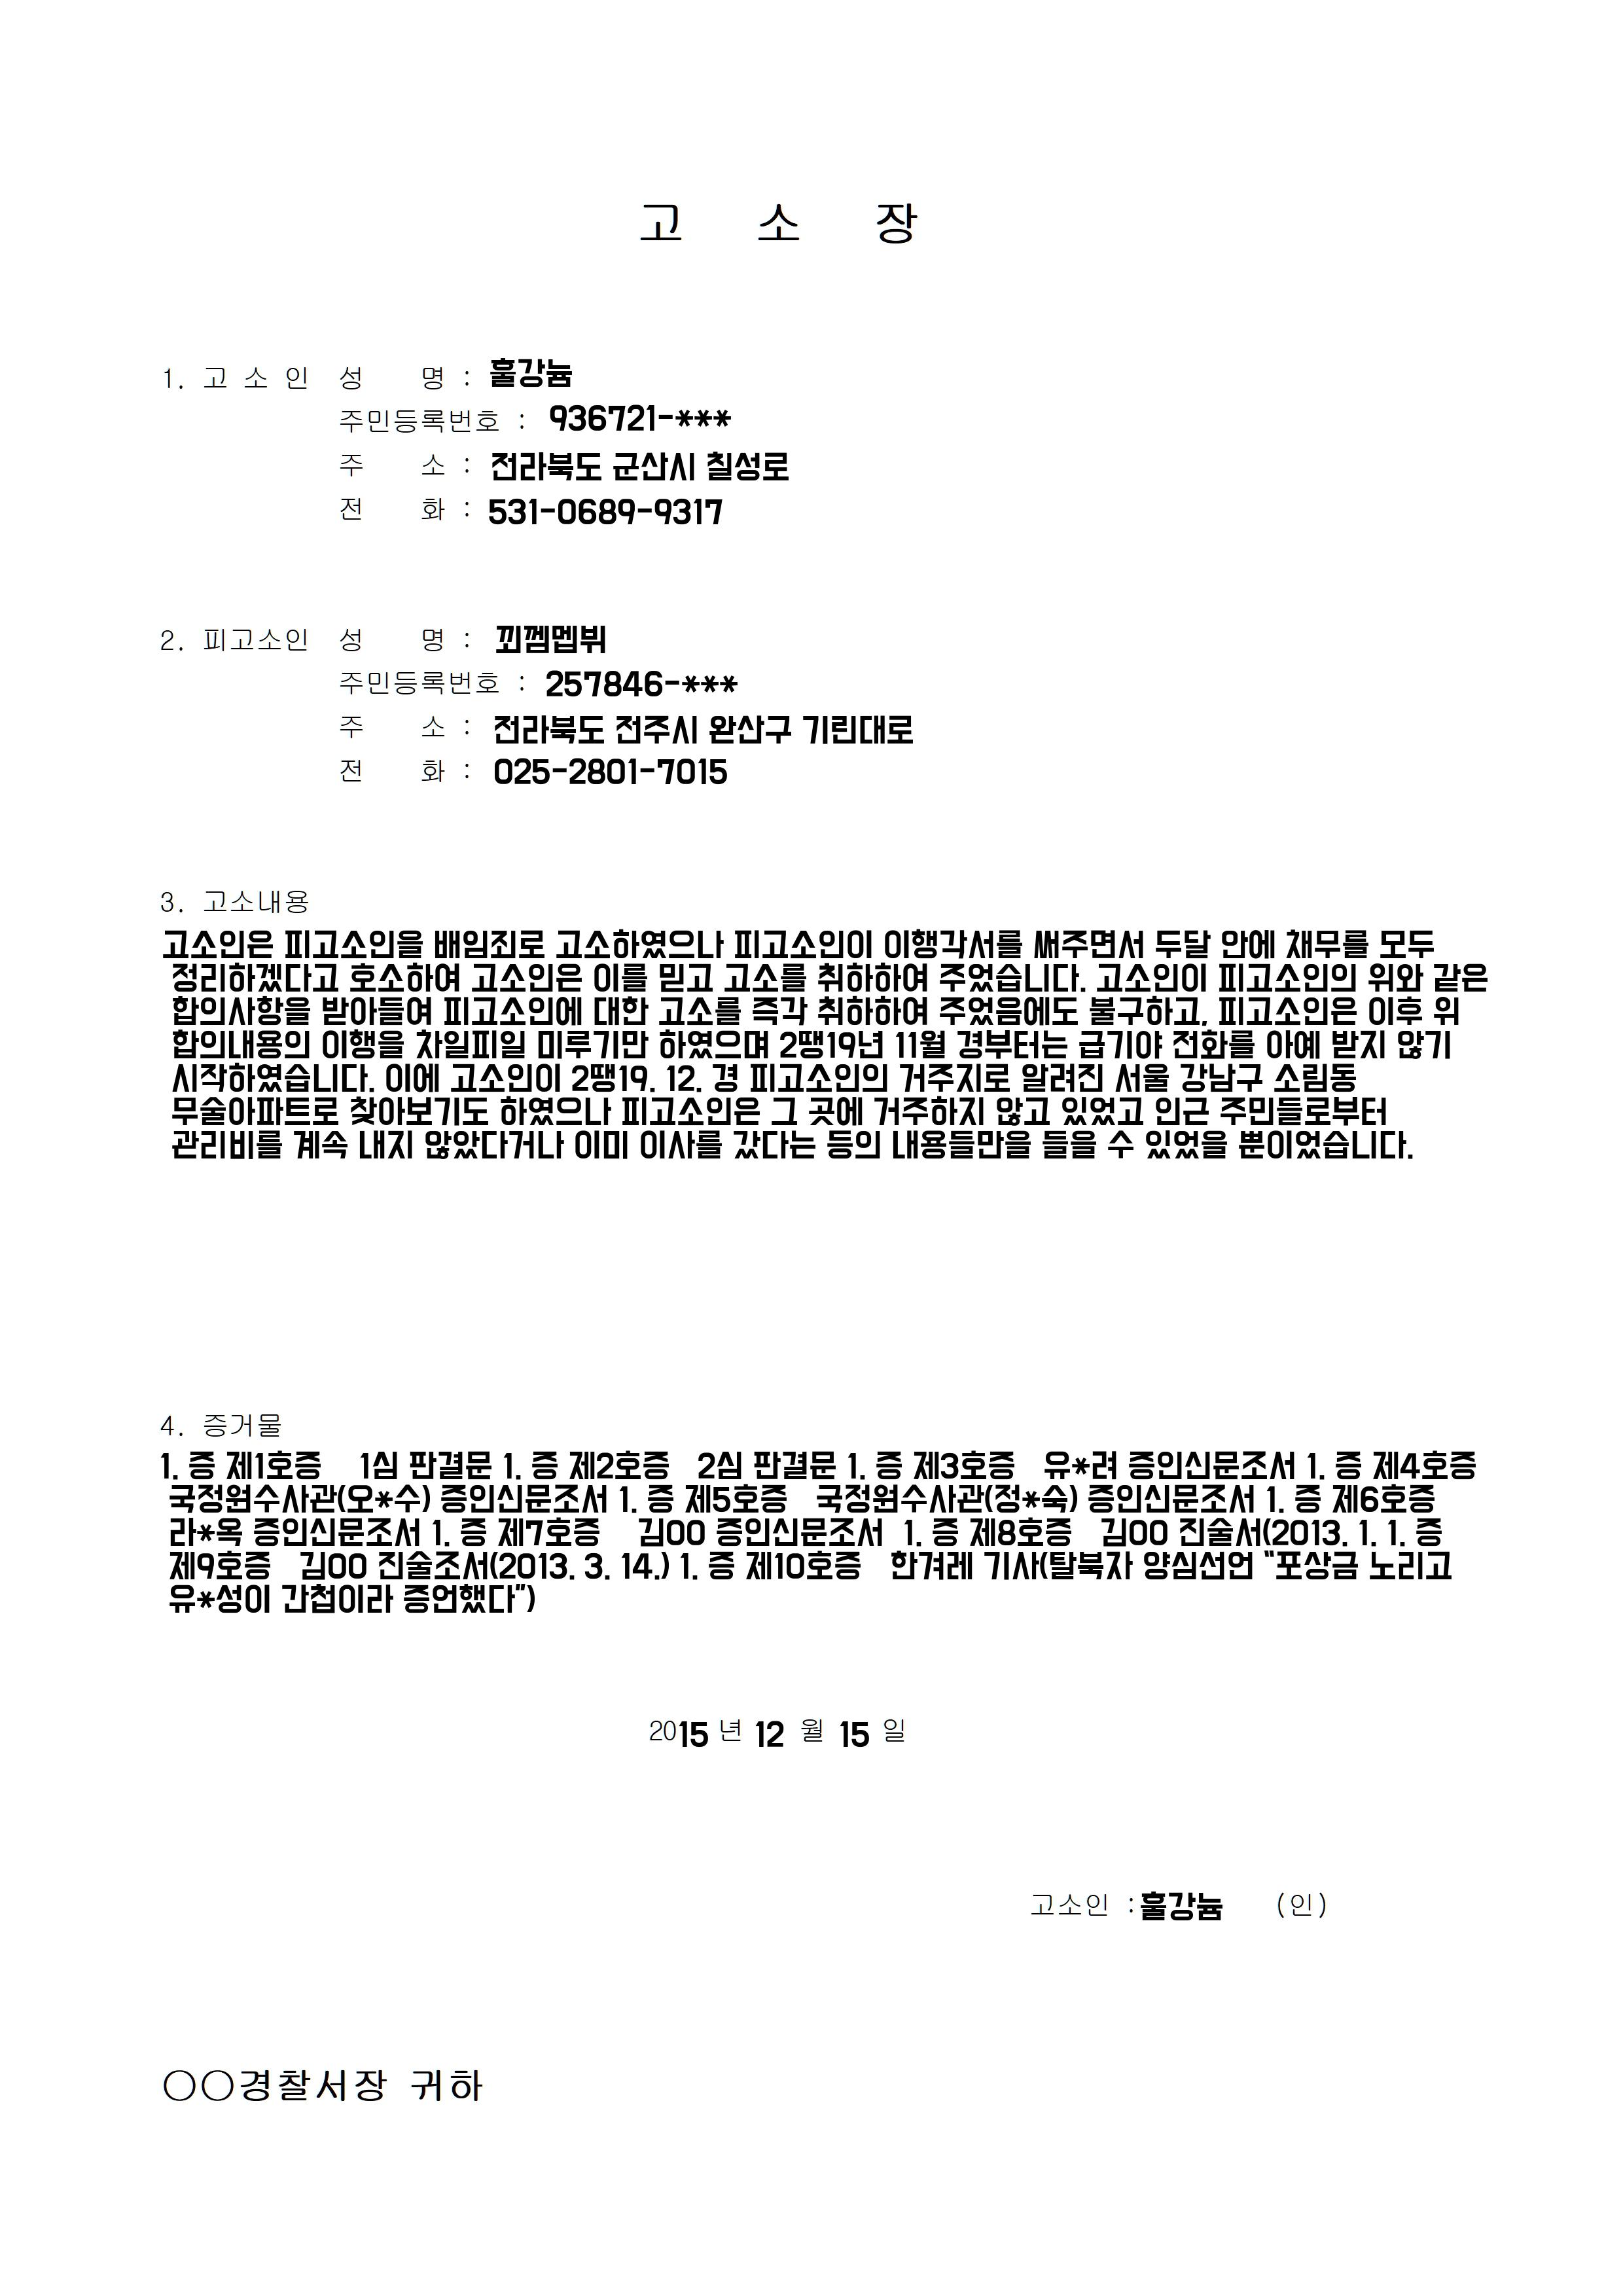 고 소 장
1. 고 소 인 성 명 : 훌강늄
주민등록번호 : 936721-***
주 소 : 전라북도 군산시 칠성로
전 화 : 531-0689-9317
2. 피고소인 성 명 : 꾀껨멥뷔
주민등록번호 : 257846-***
주 소 : 전라북도 전주시 완산구 기린대로
전 화 : 025-2801-7015
3. 고소내용
고소인은 피고소인을 배임죄로 고소하였으나 피고소인이 이행각서를 써주면서 두달 안에 채무를 모두
정리하겠다고 호소하여 고소인은 이를 믿고 고소를 취하하여 주었습니다. 고소인이 피고소인의 위와 같은
합의사항을 받아들여 피고소인에 대한 고소를 즉각 취하하여 주었음에도 불구하고, 피고소인은 이후 위
합의내용의 이행을 차일피일 미루기만 하였으며 2땡19년 11월 경부터는 급기야 전화를 아예 받지 않기
시작하였습니다. 이에 고소인이 2땡19. 12. 경 피고소인의 거주지로 알려진 서울 강남구 소림동
무술아파트로 찾아보기도 하였으나 피고소인은 그 곳에 거주하지 않고 있었고 인근 주민들로부터
관리비를 계속 내지 않았다거나 이미 이사를 갔다는 등의 내용들만을 들을 수 있었을 뿐이었습니다.
4. 증거물
1. 증 제1호증 1심 판결문 1. 증 제2호증 2심 판결문 1. 증 제3호증 유*려 증인신문조서 1. 증 제4호증
국정원수사관(오*수) 증인신문조서 1. 증 제5호증 국정원수사관(정*숙) 증인신문조서 1. 증 제6호증
라*옥 증인신문조서 1. 증 제7호증 김OO 증인신문조서 1. 증 제8호증 김OO 진술서(2013. 1. 1. 증
제9호증 김OO 진술조서(2013. 3. 14.) 1. 증 제10호증 한겨레 기사(탈북자 양심선언 "포상금 노리고
유*성이 간첩이라 증언했다")
2015 년 12 월 15 일
고소인 : 훌강늄 (인)
○○경찰서장 귀하